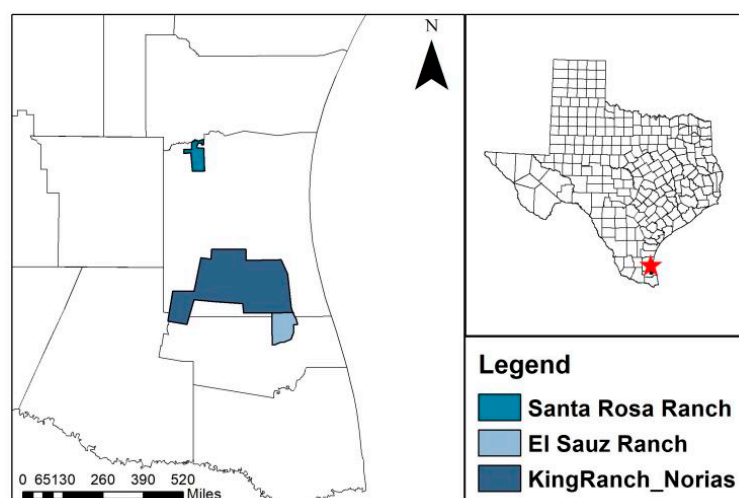 N
Legend
Santa Rosa Ranch
El Sauz Ranch
KingRanch_Norias
0 65130 260 390 520
Miles